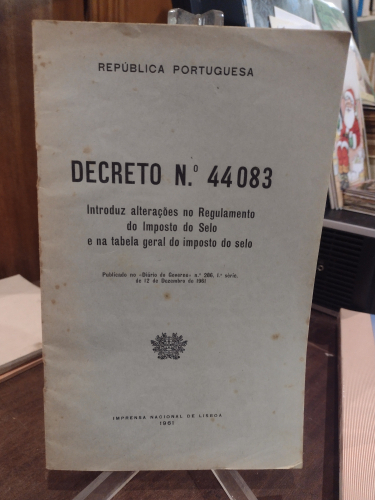 REPÚBLICA PORTUGUESA
DECRETO N.º 44083
Introduz alterações no Regulamento
do Imposto do Selo
e na tabela geral do imposto do selo
Publicado no «Diário do Governo» n.º 286, 1.ª série,
de 12 de Dezembro de 1961
IMPRENSA NACIONAL DE LISBOA
1961